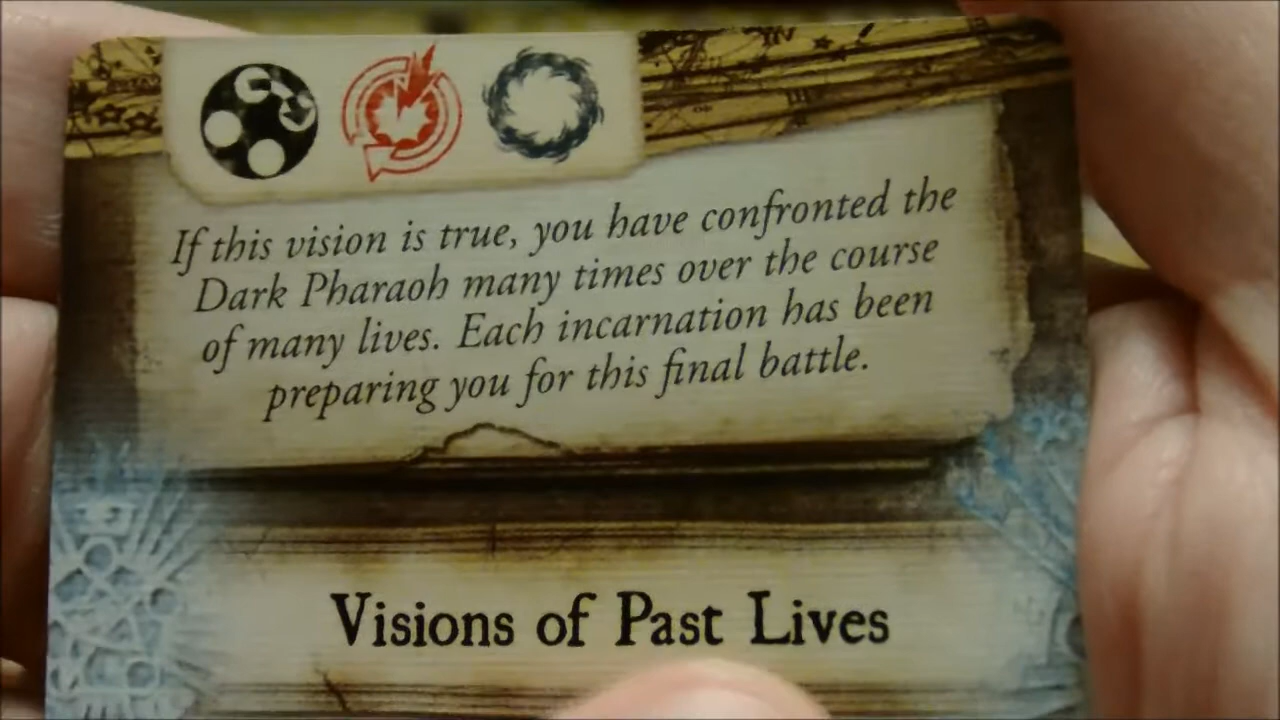 If this vision is true, you have confronted the
Dark Pharaoh many times over the course
of many lives. Each incarnation has been
preparing you for this final battle.
Visions of Past Lives